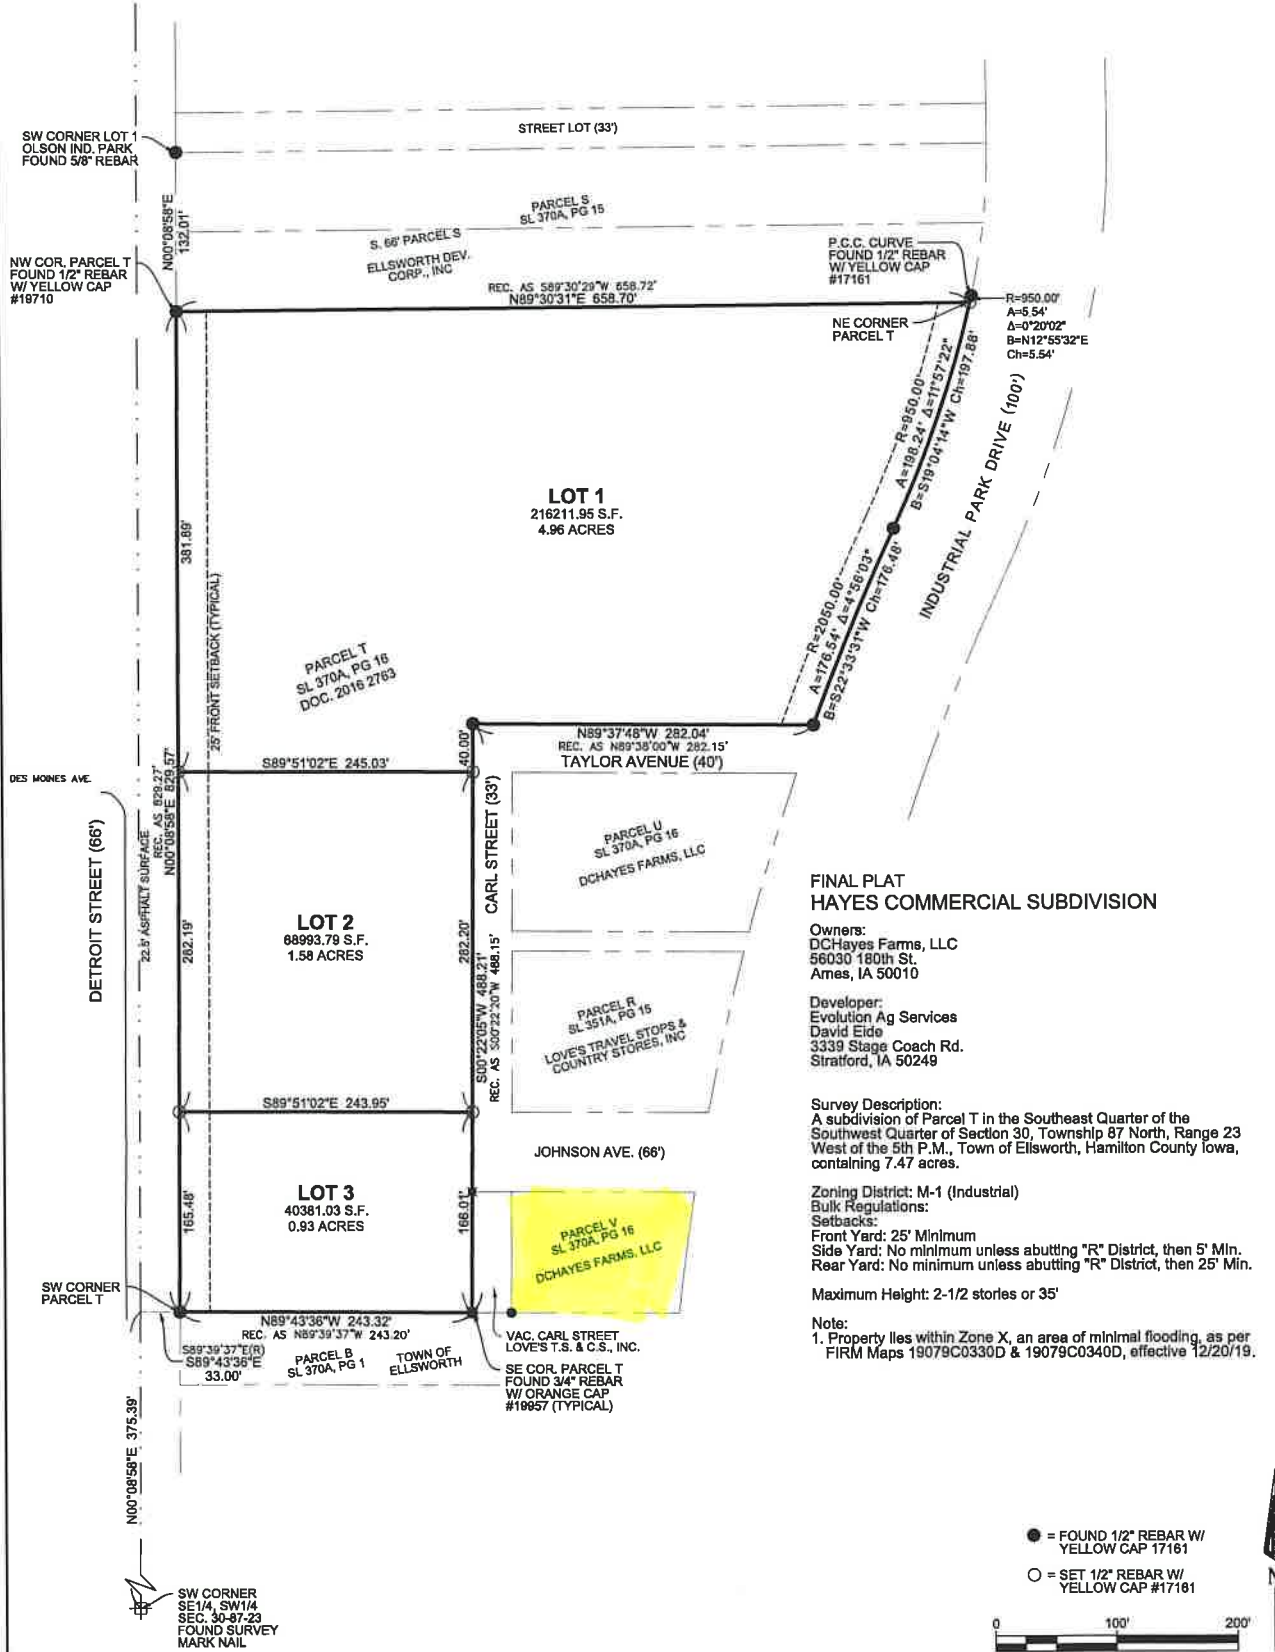 STREET LOT (33')
SW CORNER LOT 1
OLSON IND. PARK
FOUND 5/8" REBAR
N00°08'58"E
132.01'
PARCEL S
SL 370A, PG 15
S. 66' PARCEL S
ELLSWORTH DEV.
CORP., INC
NW COR. PARCEL T
FOUND 1/2" REBAR
W/ YELLOW CAP
#19710
P.C.C. CURVE
FOUND 1/2" REBAR
W/ YELLOW CAP
#17161
REC. AS S89°30'29"W 658.72'
N89°30'31"E 658.70'
NE CORNER
PARCEL T
R=950.00'
A=5.54'
Δ=0°20'02"
B=N12°55'32"E
Ch=5.54'
R=950.00'
A=198.24' Δ=11°57'22"
B=S19°04'14"W Ch=197.88'
INDUSTRIAL PARK DRIVE (100')
LOT 1
216211.95 S.F.
4.96 ACRES
381.89'
25' FRONT SETBACK (TYPICAL)
R=2050.00'
A=176.54' Δ=4°56'03"
B=S22°33'31"W Ch=176.48'
PARCEL T
SL 370A, PG 16
DOC. 2016 2763
N89°37'48"W 282.04'
REC. AS N89°38'00"W 282.15'
TAYLOR AVENUE (40')
40.00'
S89°51'02"E 245.03'
DES MOINES AVE.
DETROIT STREET (66')
22.5' ASPHALT SURFACE
REC. AS 829.27'
N00°08'58"E 829.57'
CARL STREET (33')
PARCEL U
SL 370A, PG 16
DCHAYES FARMS, LLC
LOT 2
68993.79 S.F.
1.58 ACRES
282.19'
282.20'
S00°22'05"W 488.21'
REC. AS S00°22'20"W 488.15'
PARCEL R
SL 351A, PG 15
LOVE'S TRAVEL STOPS &
COUNTRY STORES, INC
S89°51'02"E 243.95'
JOHNSON AVE. (66')
LOT 3
40381.03 S.F.
0.93 ACRES
165.48'
166.01'
PARCEL V
SL 370A, PG 16
DCHAYES FARMS, LLC
SW CORNER
PARCEL T
N89°43'36"W 243.32'
REC. AS N89°39'37"W 243.20'
S89°39'37"E(R)
S89°43'36"E
33.00'
PARCEL B
SL 370A, PG 1
TOWN OF
ELLSWORTH
VAC. CARL STREET
LOVE'S T.S. & C.S., INC.
SE COR. PARCEL T
FOUND 3/4" REBAR
W/ ORANGE CAP
#19957 (TYPICAL)
N00°08'58"E 375.39'
SW CORNER
SE1/4, SW1/4
SEC. 30-87-23
FOUND SURVEY
MARK NAIL
FINAL PLAT
HAYES COMMERCIAL SUBDIVISION
Owners:
DCHayes Farms, LLC
56030 180th St.
Ames, IA 50010
Developer:
Evolution Ag Services
David Eide
3339 Stage Coach Rd.
Stratford, IA 50249
Survey Description:
A subdivision of Parcel T in the Southeast Quarter of the
Southwest Quarter of Section 30, Township 87 North, Range 23
West of the 5th P.M., Town of Ellsworth, Hamilton County Iowa,
containing 7.47 acres.
Zoning District: M-1 (Industrial)
Bulk Regulations:
Setbacks:
Front Yard: 25' Minimum
Side Yard: No minimum unless abutting "R" District, then 5' Min.
Rear Yard: No minimum unless abutting "R" District, then 25' Min.
Maximum Height: 2-1/2 stories or 35'
Note:
1. Property lies within Zone X, an area of minimal flooding, as per
FIRM Maps 19079C0330D & 19079C0340D, effective 12/20/19.
= FOUND 1/2" REBAR W/
YELLOW CAP 17161
= SET 1/2" REBAR W/
YELLOW CAP #17161
0 100' 200'